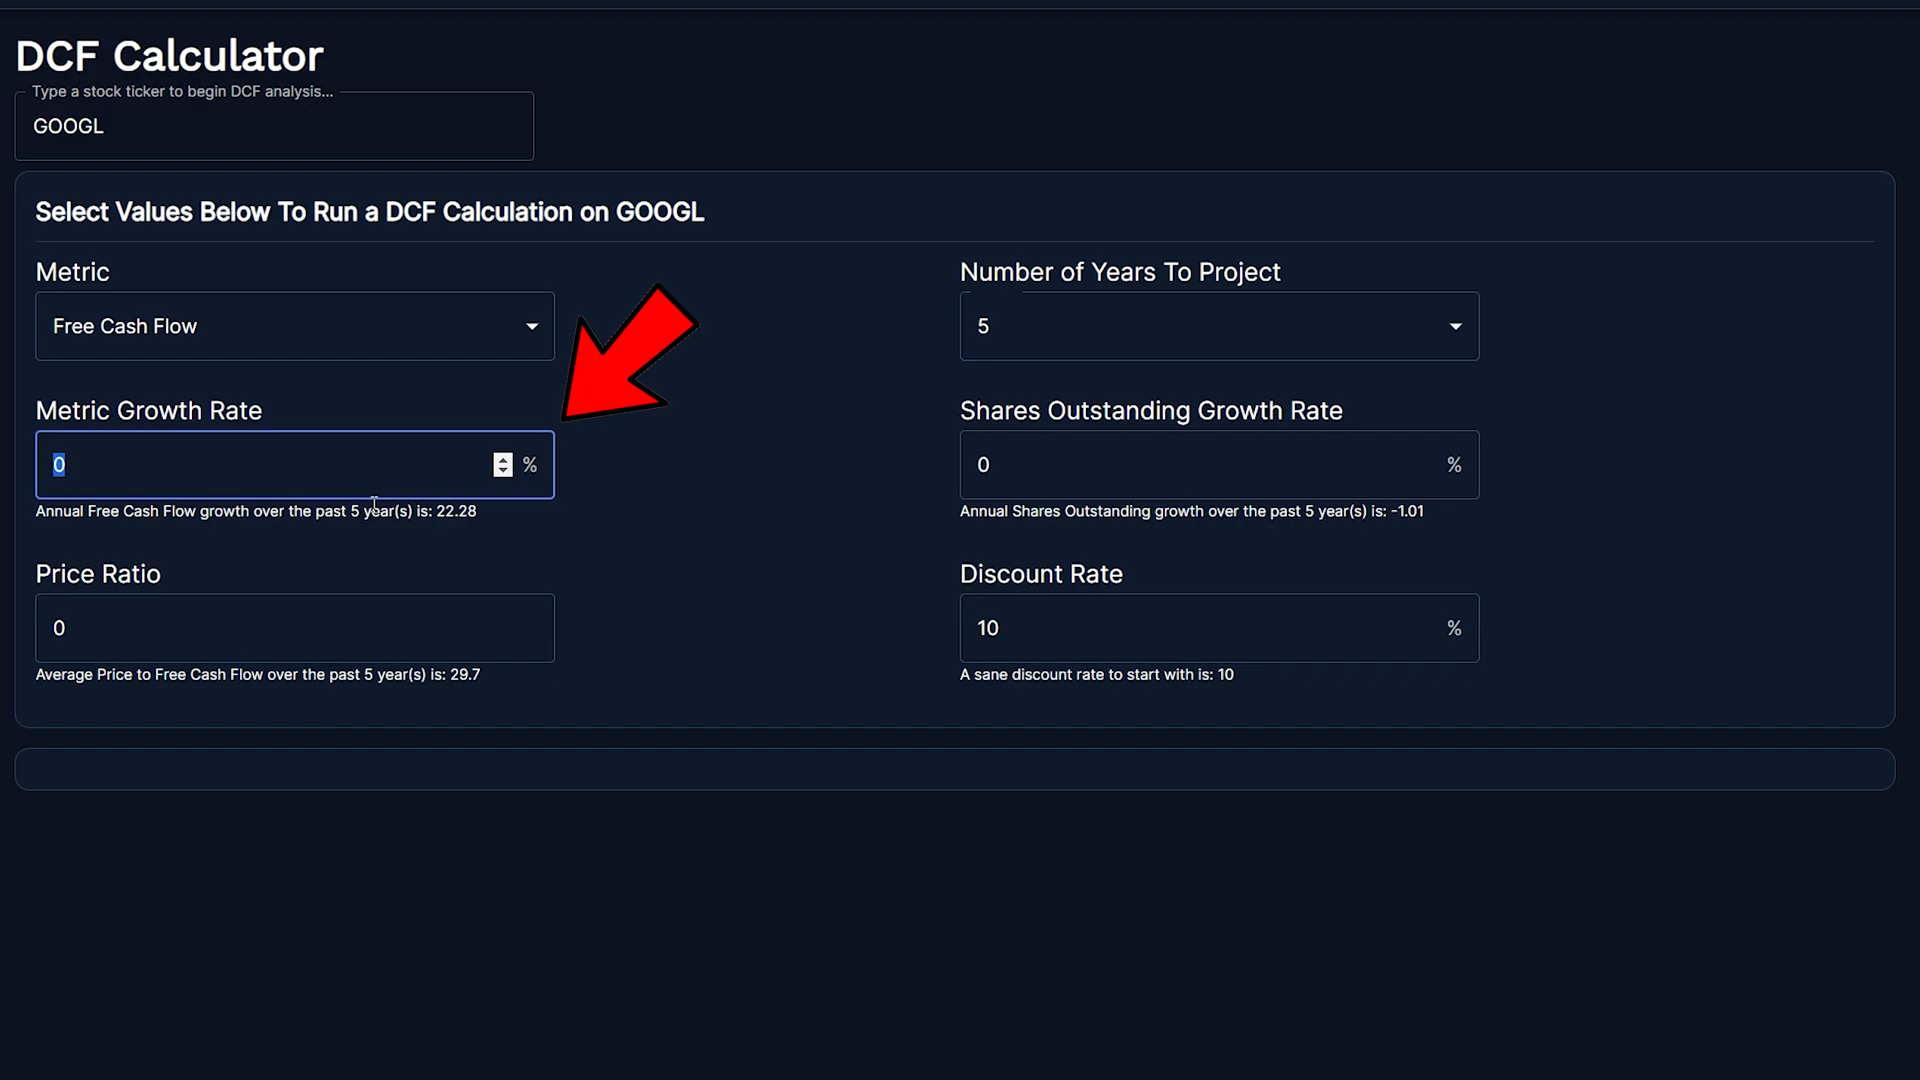 DCF Calculator
Type a stock ticker to begin DCF analysis...
GOOGL
Select Values Below To Run a DCF Calculation on GOOGL
Metric
Free Cash Flow
Number of Years To Project
5
Metric Growth Rate
0 %
Annual Free Cash Flow growth over the past 5 year(s) is: 22.28
Shares Outstanding Growth Rate
0 %
Annual Shares Outstanding growth over the past 5 year(s) is: -1.01
Price Ratio
0
Average Price to Free Cash Flow over the past 5 year(s) is: 29.7
Discount Rate
10 %
A sane discount rate to start with is: 10